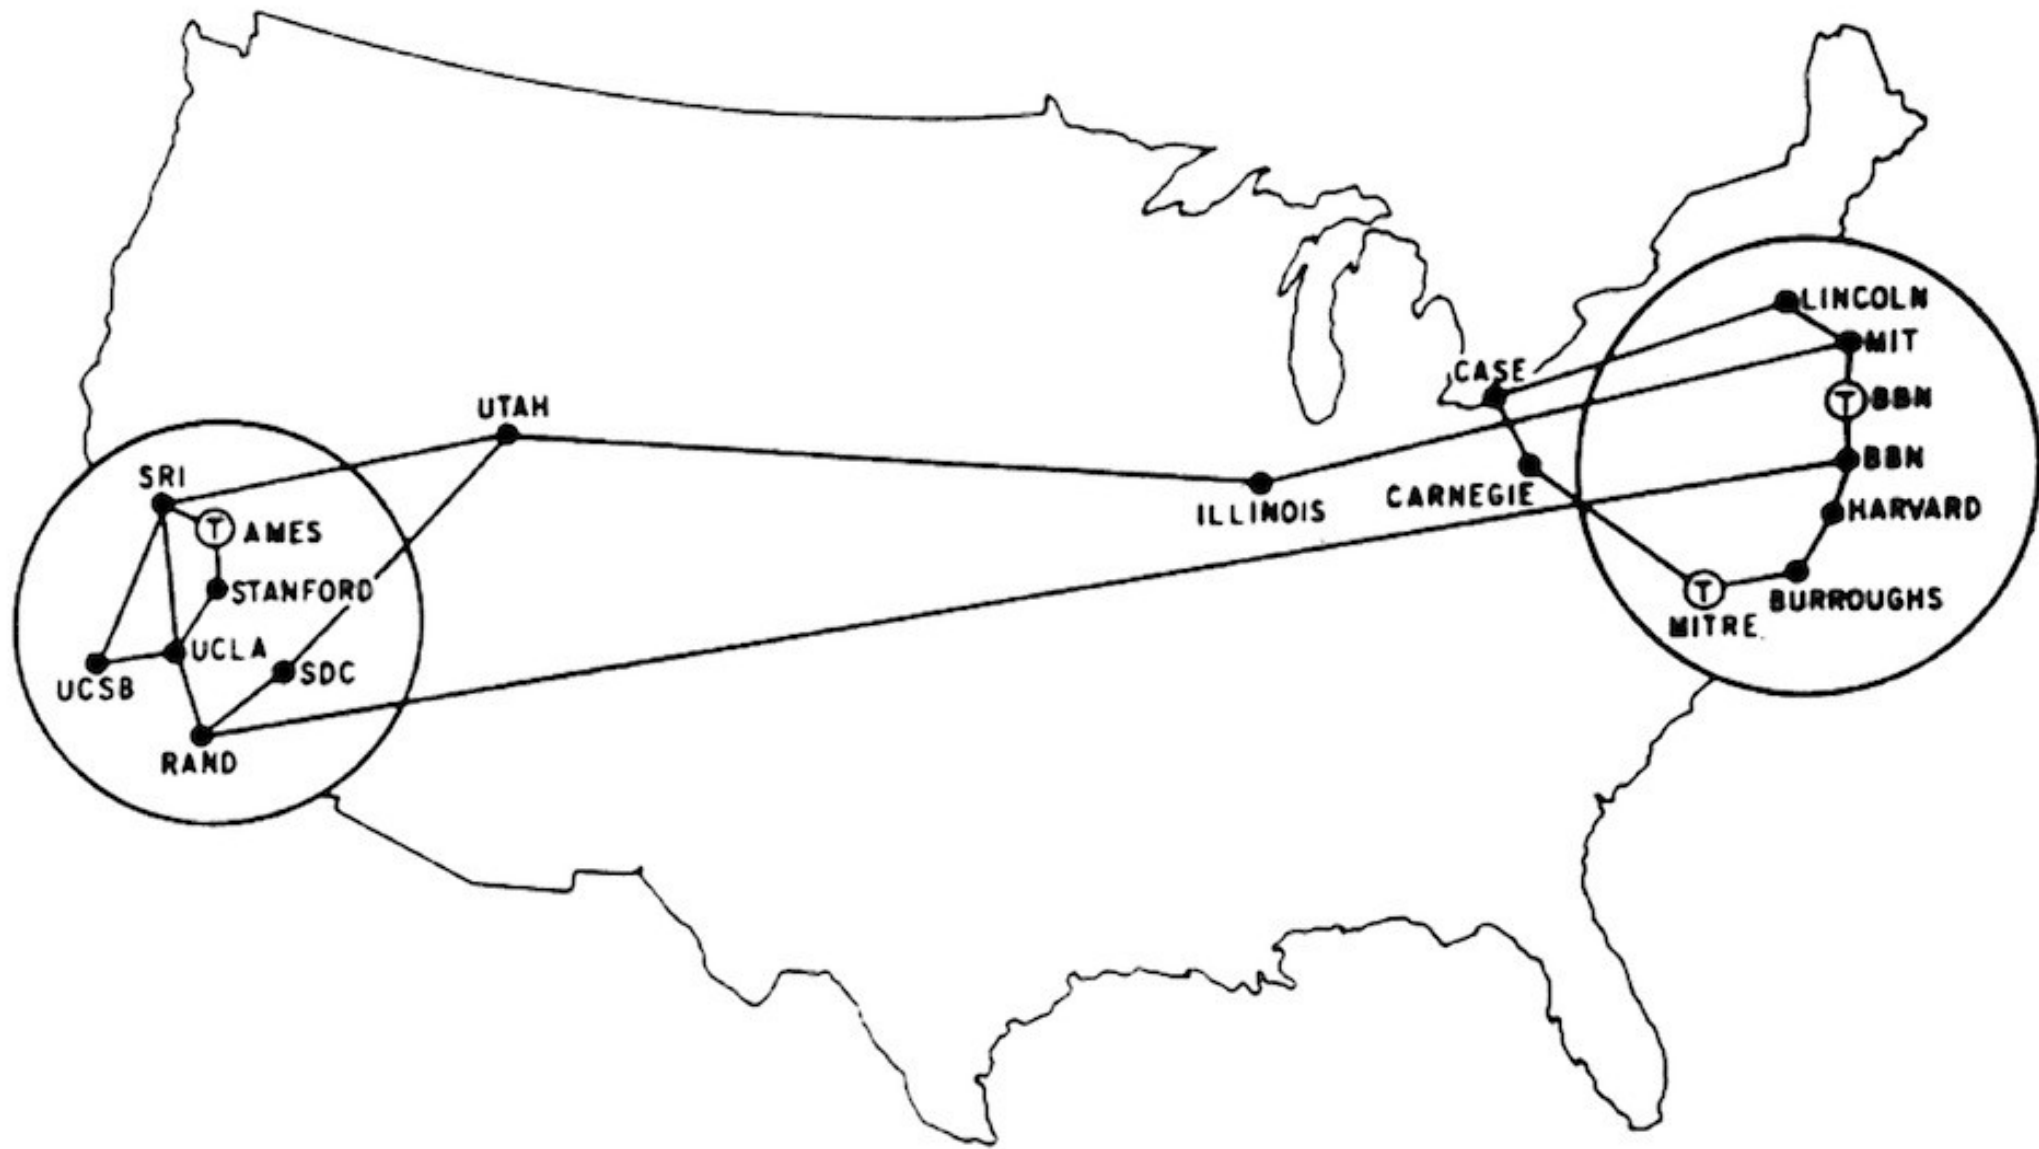 LINCOLN
MIT
CASE
T BBN
UTAH
BBN
SRI
CARNEGIE
ILLINOIS
HARVARD
T AMES
STANFORD
T
BURROUGHS
MITRE
UCLA
SDC
UCSB
RAND